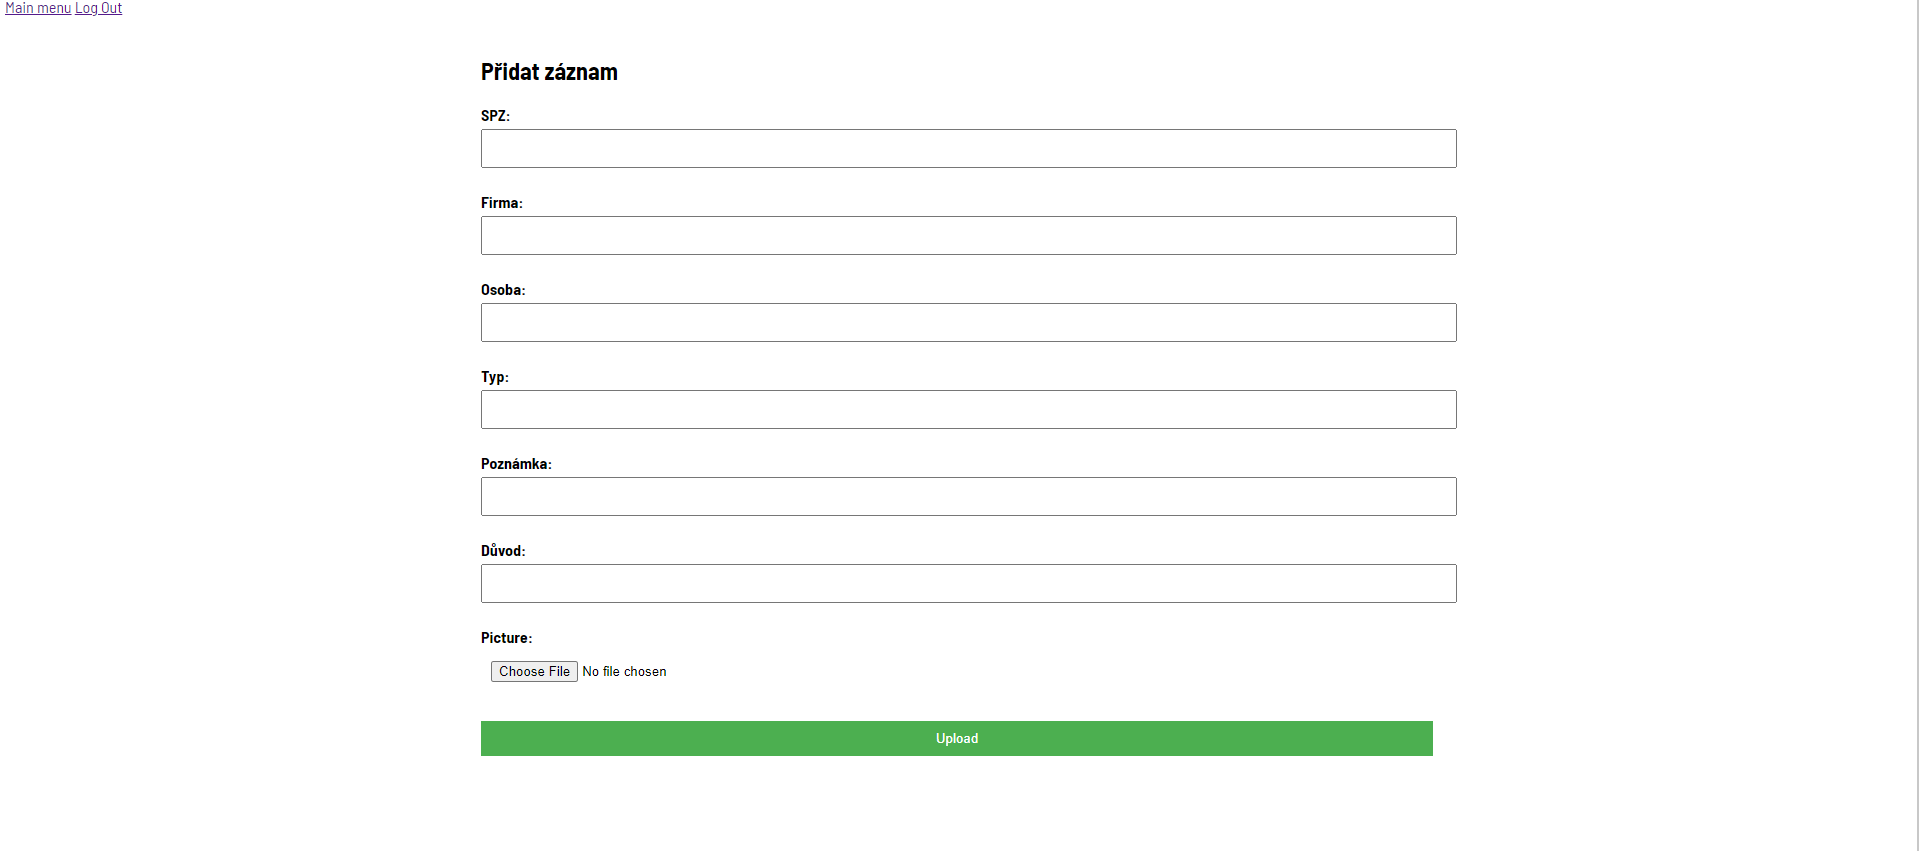 Main menu Log Out
Přidat záznam
SPZ:
Firma:
Osoba:
Typ:
Poznámka:
Důvod:
Picture:
Choose File No file chosen
Upload